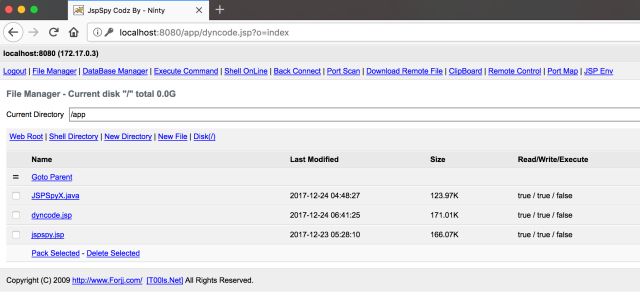 JspSpy Codz By - Ninty
localhost:8080/app/dyncode.jsp?o=index
localhost:8080 (172.17.0.3)
Logout | File Manager | DataBase Manager | Execute Command | Shell OnLine | Back Connect | Port Scan | Download Remote File | ClipBoard | Remote Control | Port Map | JSP Env
File Manager - Current disk "/" total 0.0G
Current Directory /app
Web Root | Shell Directory | New Directory | New File | Disk(/)
Name Last Modified Size Read/Write/Execute
= Goto Parent
JSPSpyX.java 2017-12-24 04:48:27 123.97K true / true / false
dyncode.jsp 2017-12-24 06:41:25 171.01K true / true / false
jspspy.jsp 2017-12-23 05:28:10 166.07K true / true / false
Pack Selected - Delete Selected
Copyright (C) 2009 http://www.Forjj.com/ [T00ls.Net] All Rights Reserved.